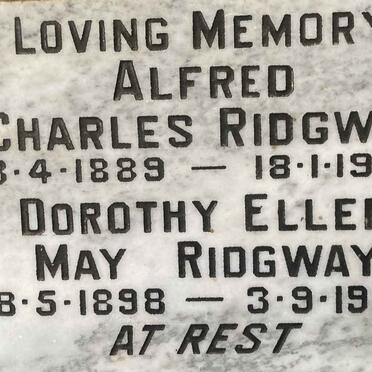 LOVING MEMORY
ALFRED
CHARLES RIDGW
8·4·1889 — 18·1·19
DOROTHY ELLE
MAY RIDGWAY
8·5·1898 — 3·9·19
AT REST